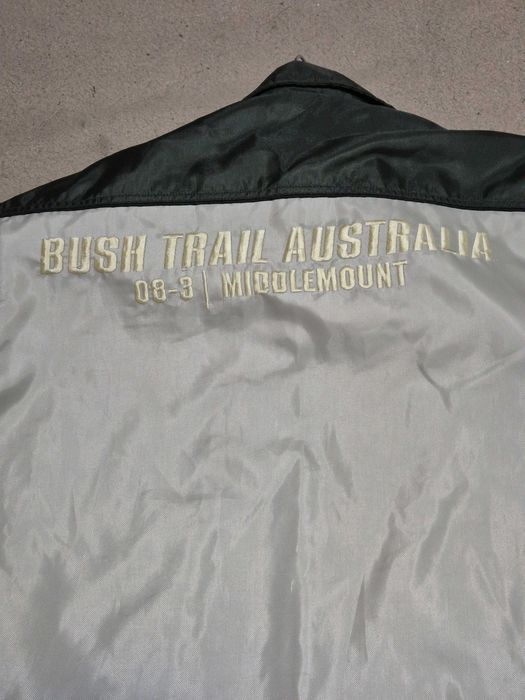 BUSH TRAIL AUSTRALIA
08-3 | MIDDLEMOUNT